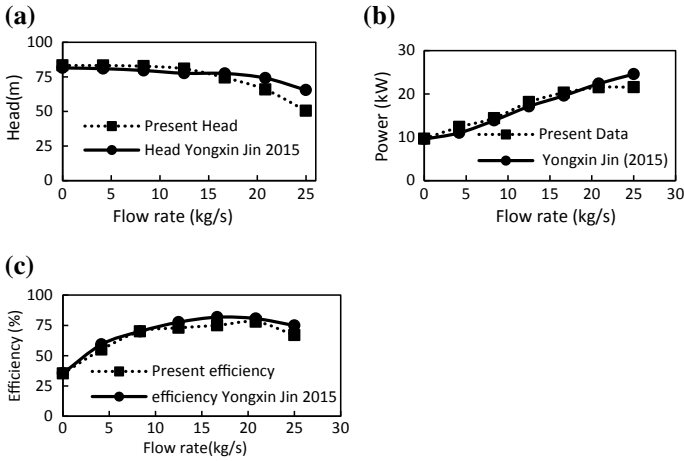 (a)
100
75
50
25
0
Head(m)
Present Head
Head Yongxin Jin 2015
0 5 10 15 20 25
Flow rate (kg/s)
(b)
30
20
10
0
Power (kW)
Present Data
Yongxin Jin (2015)
0 5 10 15 20 25 30
Flow rate (kg/s)
(c)
100
75
50
25
0
Efficiency (%)
Present efficiency
efficiency Yongxin Jin 2015
0 5 10 15 20 25 30
Flow rate(kg/s)